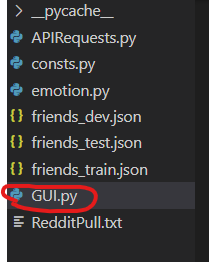 __pycache__
APIRequests.py
consts.py
emotion.py
{} friends_dev.json
{} friends_test.json
{} friends_train.json
GUI.py
RedditPull.txt